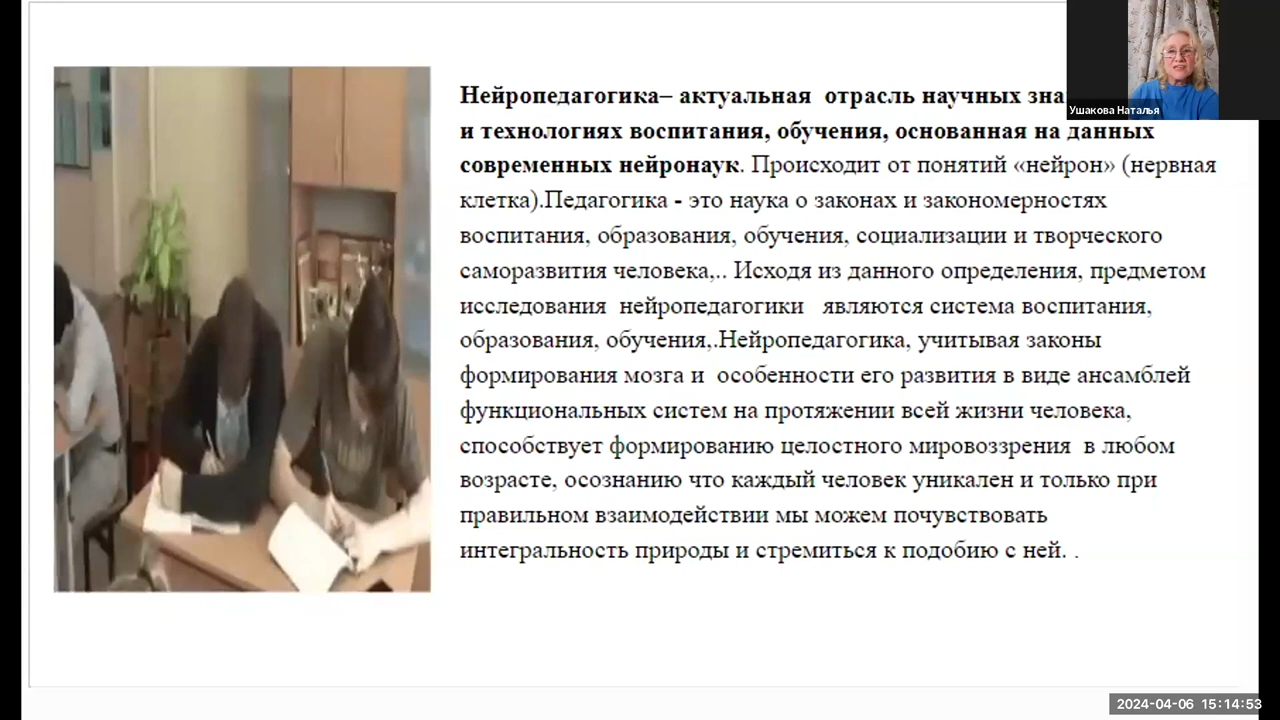 Нейропедагогика– актуальная  отрасль научных
Ушакова Наталья
и технологиях воспитания, обучения, основанная на данных
современных нейронаук. Происходит от понятий «нейрон» (нервная
клетка).Педагогика - это наука о законах и закономерностях
воспитания, образования, обучения, социализации и творческого
саморазвития человека,.. Исходя из данного определения, предметом
исследования  нейропедагогики   являются система воспитания,
образования, обучения,.Нейропедагогика, учитывая законы
формирования мозга и  особенности его развития в виде ансамблей
функциональных систем на протяжении всей жизни человека,
способствует формированию целостного мировоззрения  в любом
возрасте, осознанию что каждый человек уникален и только при
правильном взаимодействии мы можем почувствовать
интегральность природы и стремиться к подобию с ней. .
2024-04-06 15:14:53